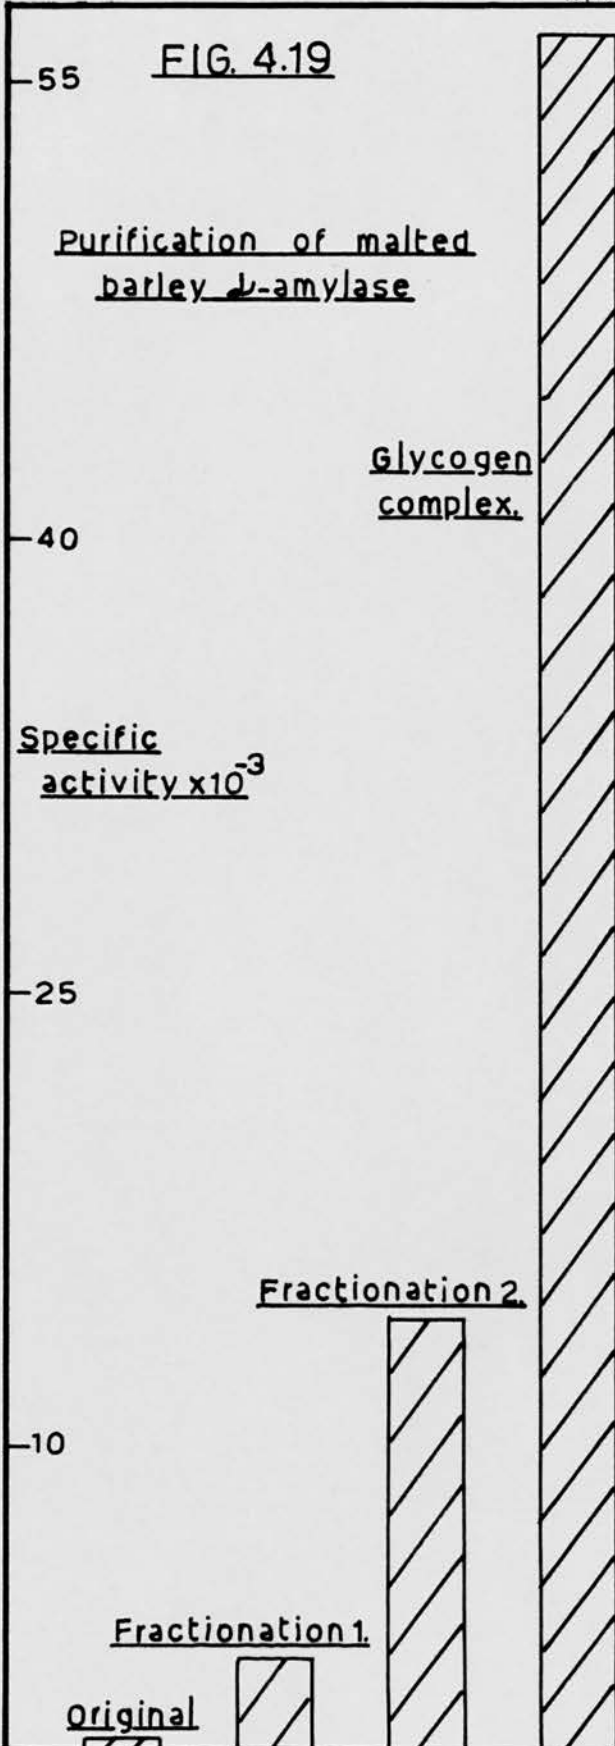 FIG. 4.19
55
Purification of malted
barley α-amylase
Glycogen
complex.
40
Specific
activity x10⁻³
25
Fractionation 2.
10
Fractionation 1.
Original